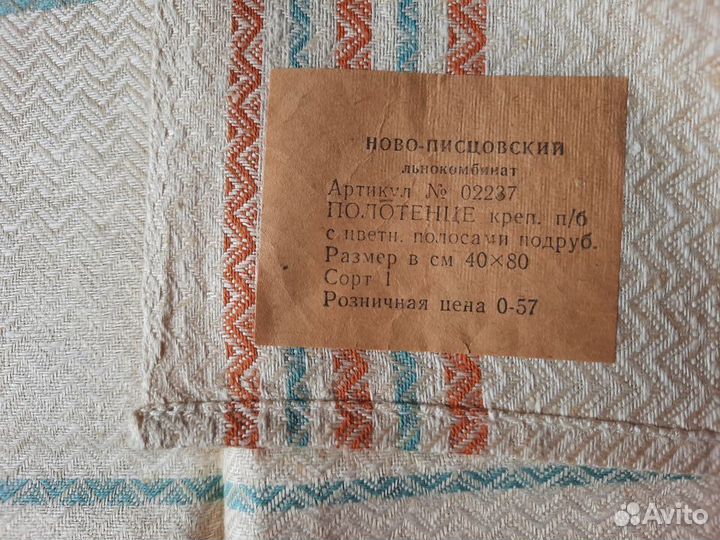 НОВО-ПИСЦОВСКИЙ
льнокомбинат
Артикул № 02237
ПОЛОТЕНЦЕ креп. п/б
с цветн. полосами подруб.
Размер в см 40×80
Сорт 1
Розничная цена 0-57
Avito